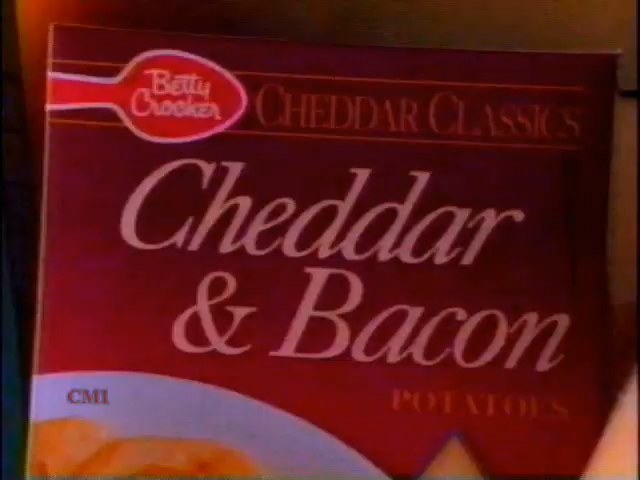 Betty
Crocker
CHEDDAR CLASSICS
Cheddar
& Bacon
POTATOES
CM1